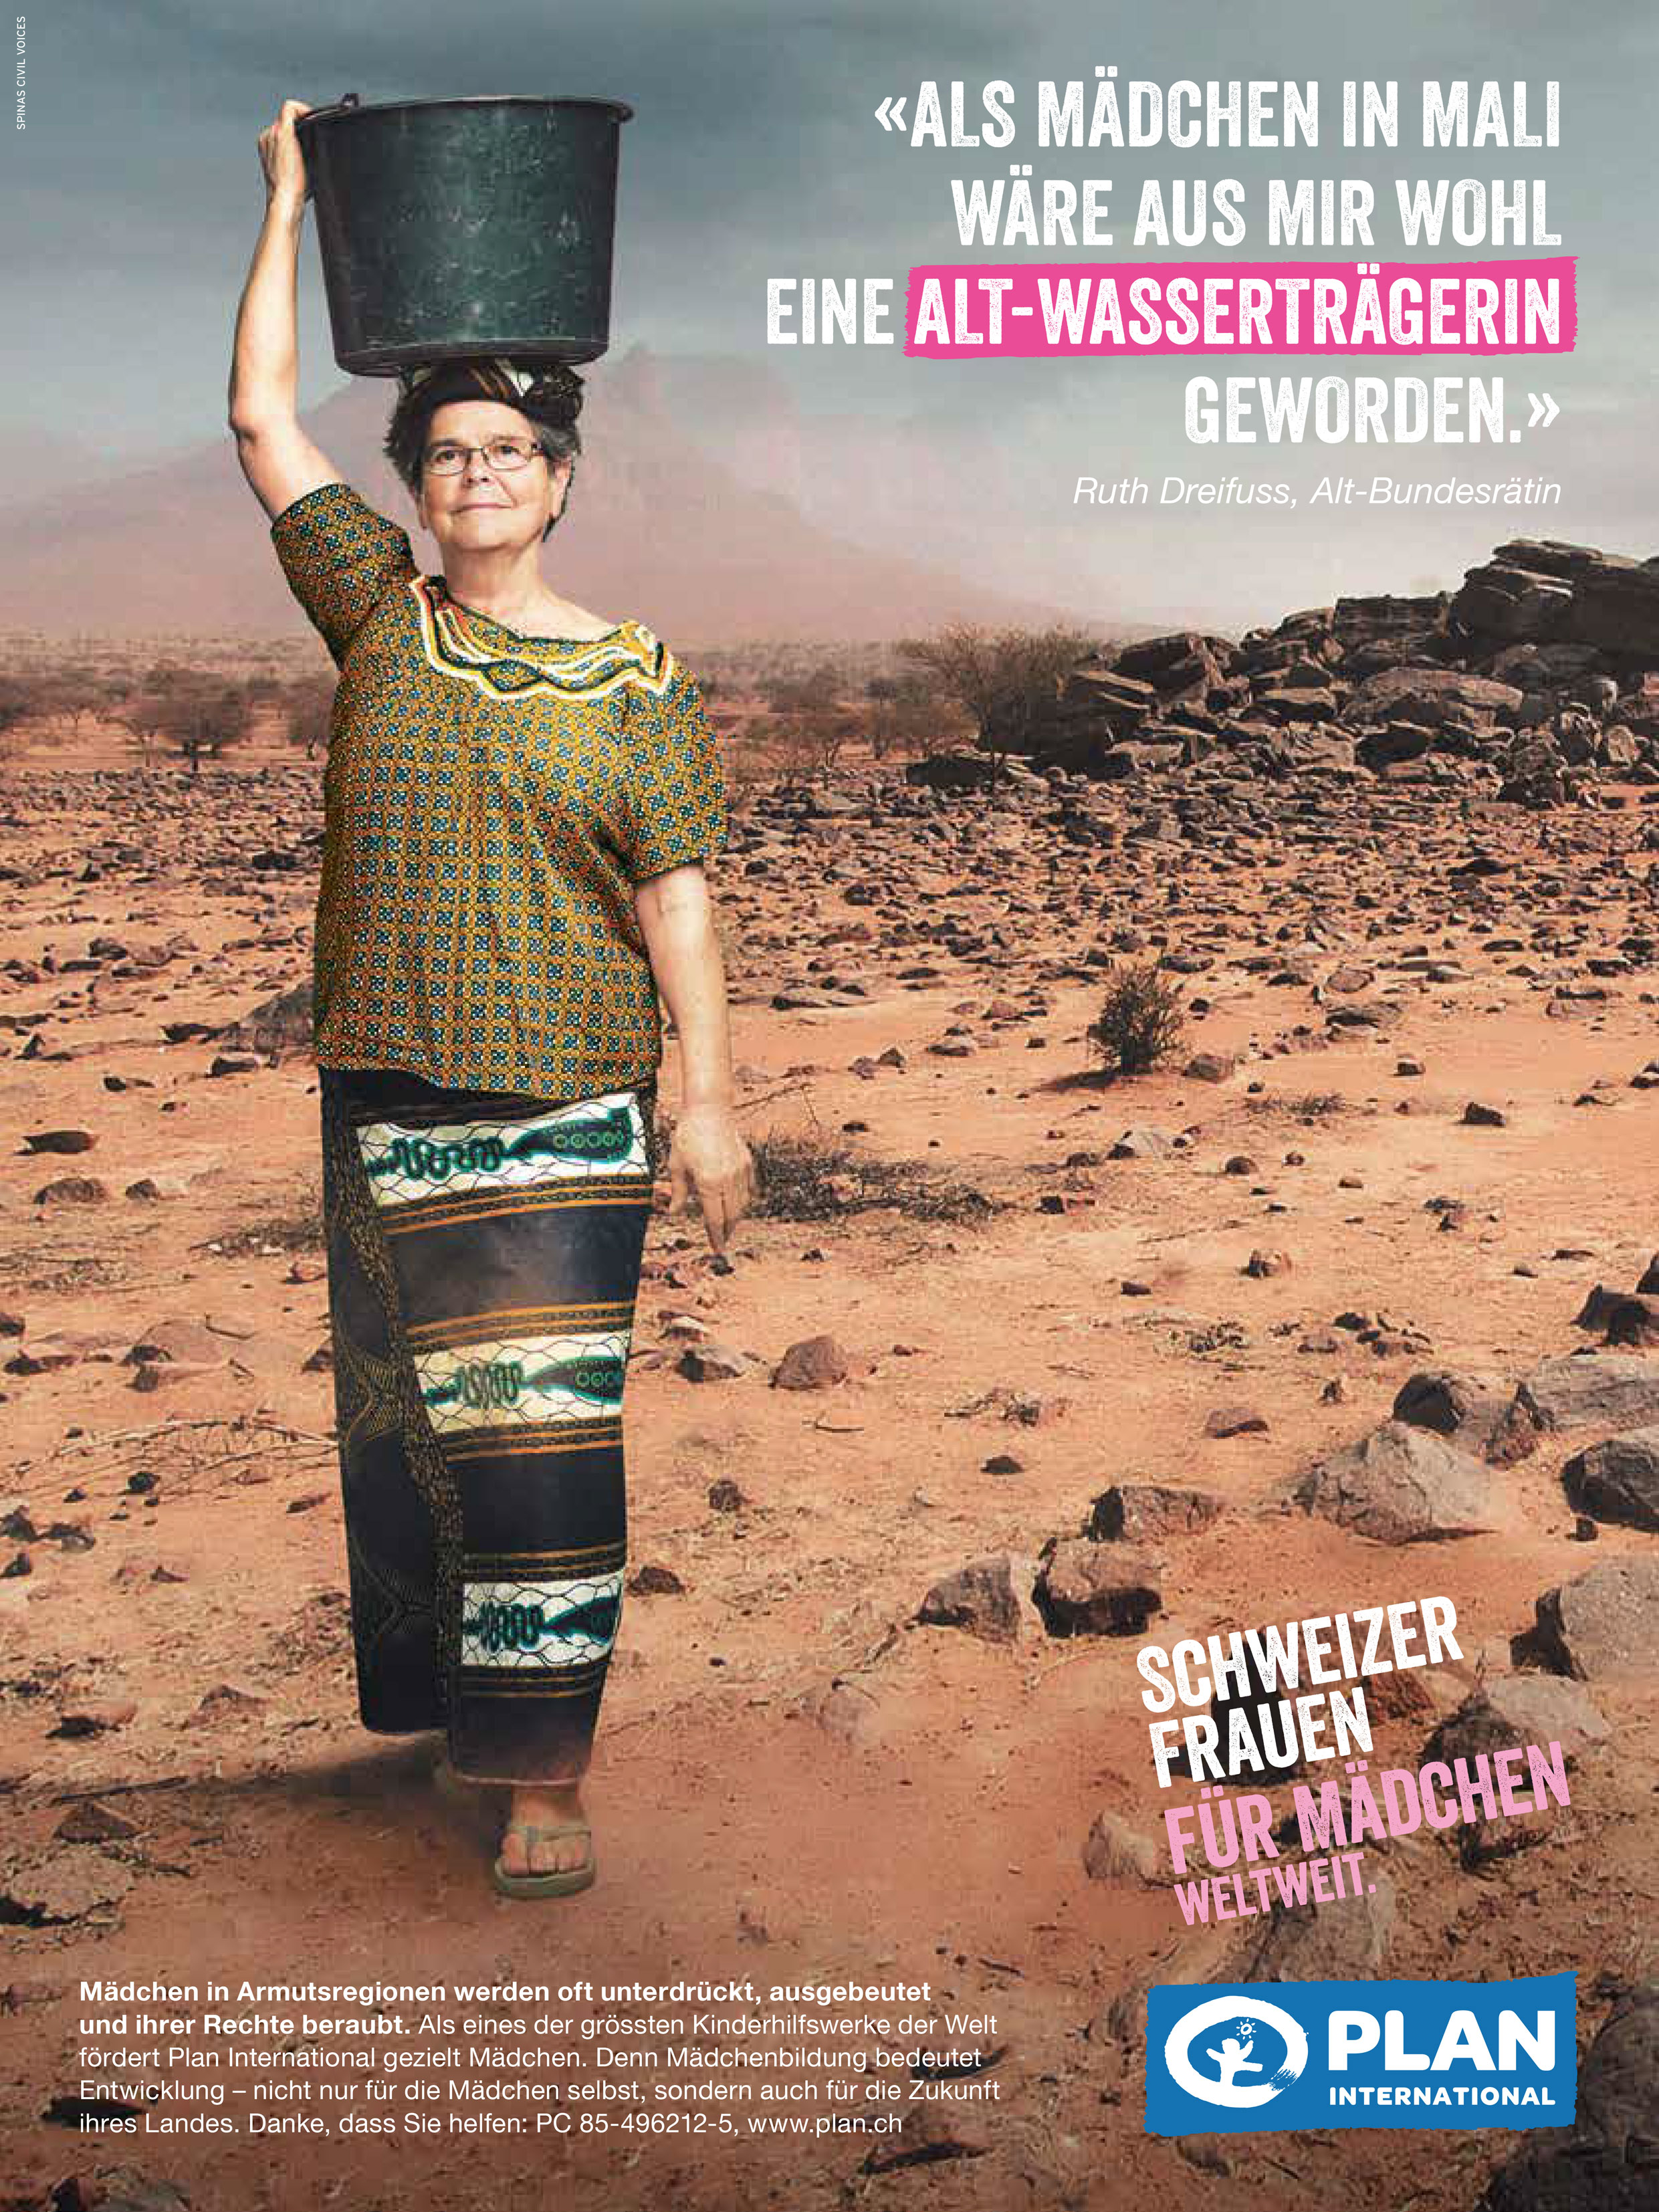 SPINAS CIVIL VOICES
«ALS MÄDCHEN IN MALI
WÄRE AUS MIR WOHL
EINE ALT-WASSERTRÄGERIN
GEWORDEN.»
Ruth Dreifuss, Alt-Bundesrätin
SCHWEIZER
FRAUEN
FÜR MÄDCHEN
WELTWEIT.
Mädchen in Armutsregionen werden oft unterdrückt, ausgebeutet
und ihrer Rechte beraubt. Als eines der grössten Kinderhilfswerke der Welt
fördert Plan International gezielt Mädchen. Denn Mädchenbildung bedeutet
Entwicklung – nicht nur für die Mädchen selbst, sondern auch für die Zukunft
ihres Landes. Danke, dass Sie helfen: PC 85-496212-5, www.plan.ch
PLAN
INTERNATIONAL